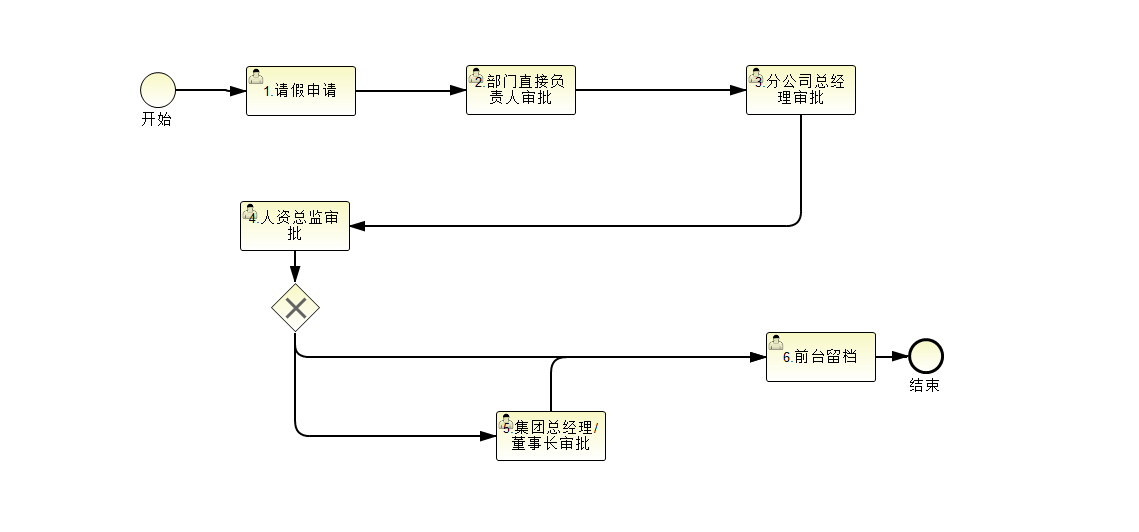 1.请假申请
2.部门直接负
责人审批
3.分公司总经
理审批
开始
4.人资总监审
批
6.前台留档
结束
5.集团总经理/
董事长审批